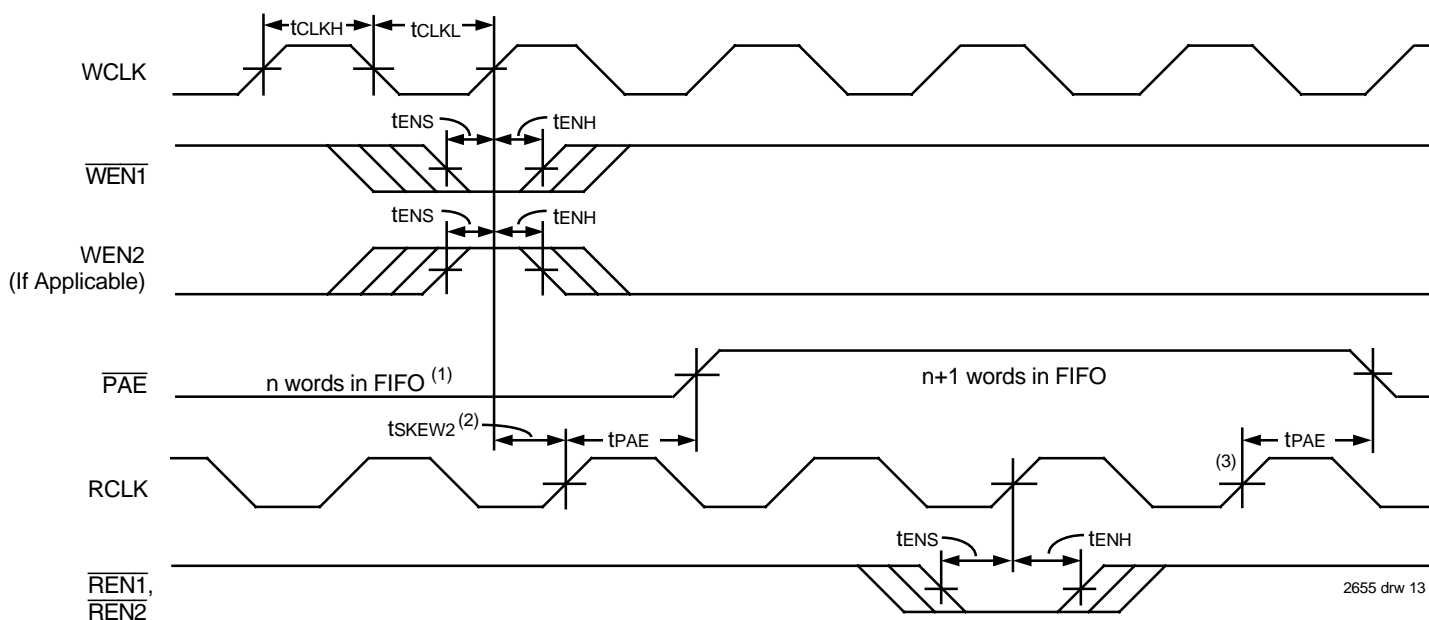 tCLKH tCLKL
WCLK
tENS tENH
WEN1
tENS tENH
WEN2
(If Applicable)
PAE
n words in FIFO (1)
n+1 words in FIFO
tSKEW2(2)
tPAE
tPAE
(3)
RCLK
tENS tENH
REN1,
REN2
2655 drw 13